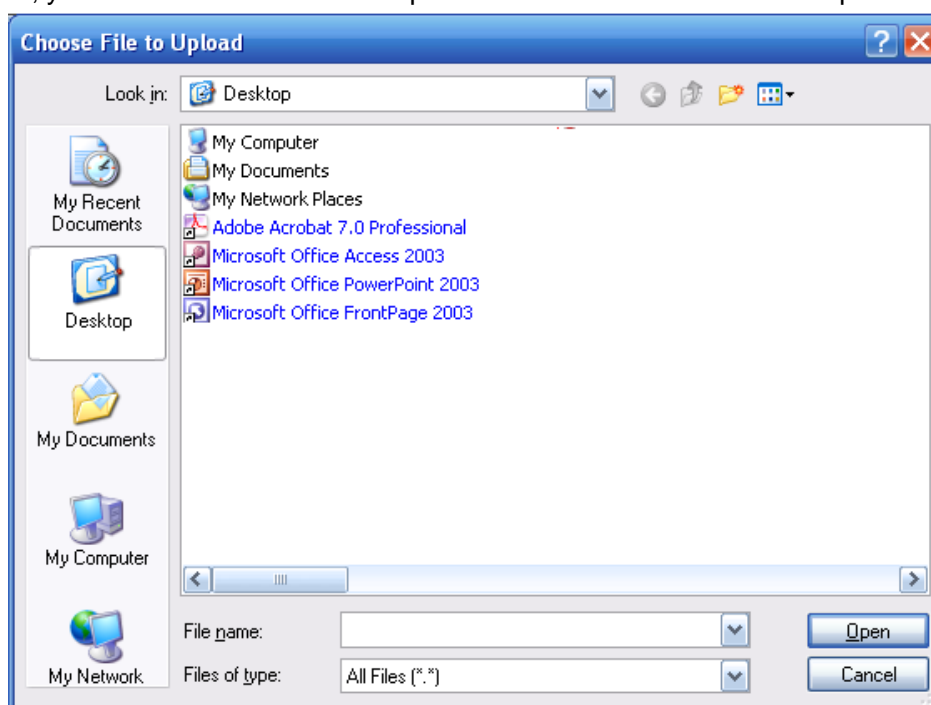 Choose File to Upload
Look in: Desktop
My Computer
My Documents
My Network Places
Adobe Acrobat 7.0 Professional
Microsoft Office Access 2003
Microsoft Office PowerPoint 2003
Microsoft Office FrontPage 2003
My Recent
Documents
Desktop
My Documents
My Computer
My Network
File name:
Open
Files of type: All Files (*.*)
Cancel